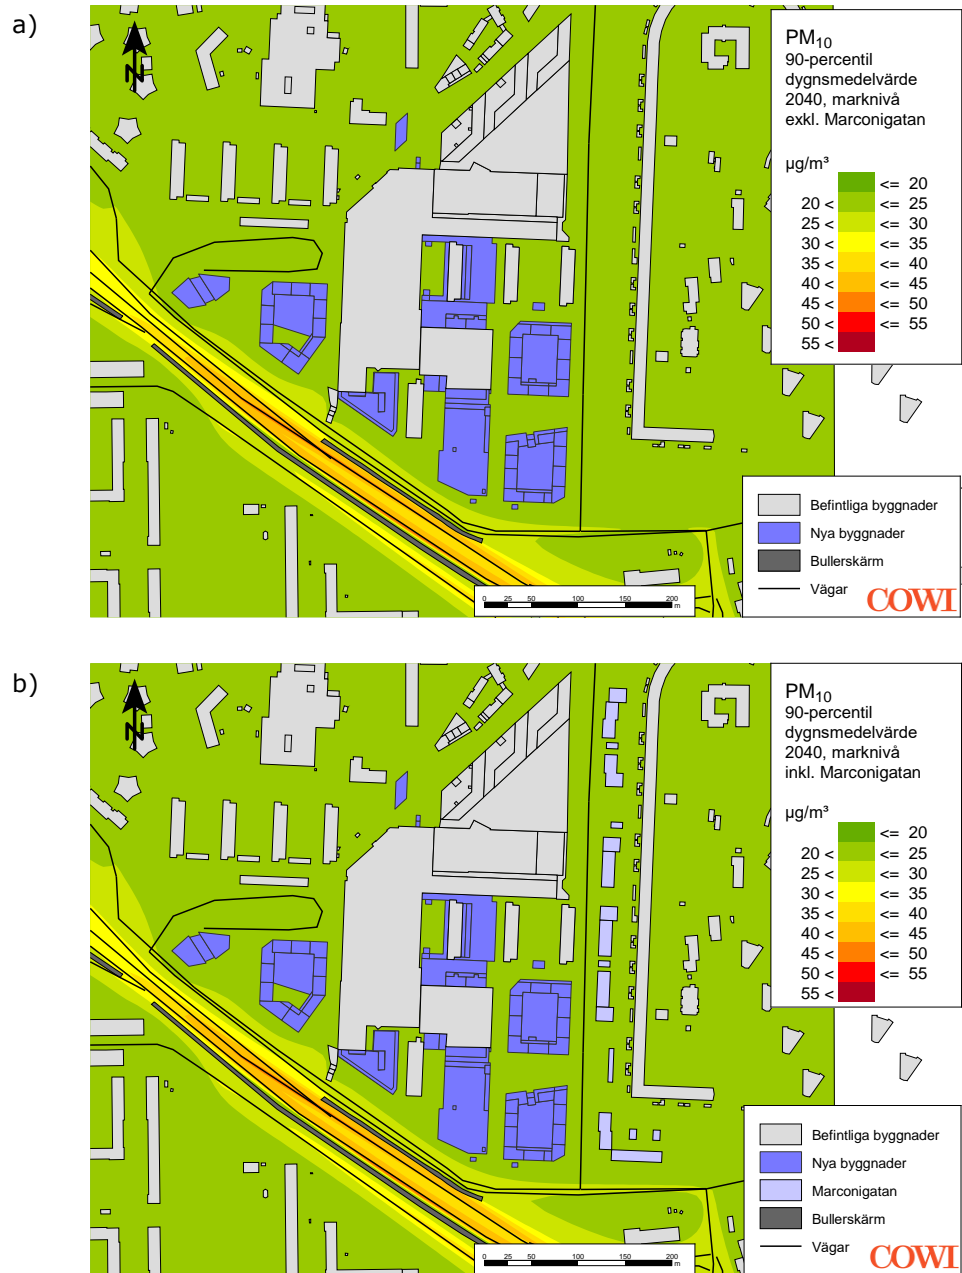 a)
N
PM10
90-percentil
dygnsmedelvärde
2040, marknivå
exkl. Marconigatan
µg/m³
<= 20
20 < <= 25
25 < <= 30
30 < <= 35
35 < <= 40
40 < <= 45
45 < <= 50
50 < <= 55
55 <
Befintliga byggnader
Nya byggnader
Bullerskärm
Vägar
COWI
0 25 50 100 150 200
m
b)
N
PM10
90-percentil
dygnsmedelvärde
2040, marknivå
inkl. Marconigatan
µg/m³
<= 20
20 < <= 25
25 < <= 30
30 < <= 35
35 < <= 40
40 < <= 45
45 < <= 50
50 < <= 55
55 <
Befintliga byggnader
Nya byggnader
Marconigatan
Bullerskärm
Vägar
COWI
0 25 50 100 150 200
m